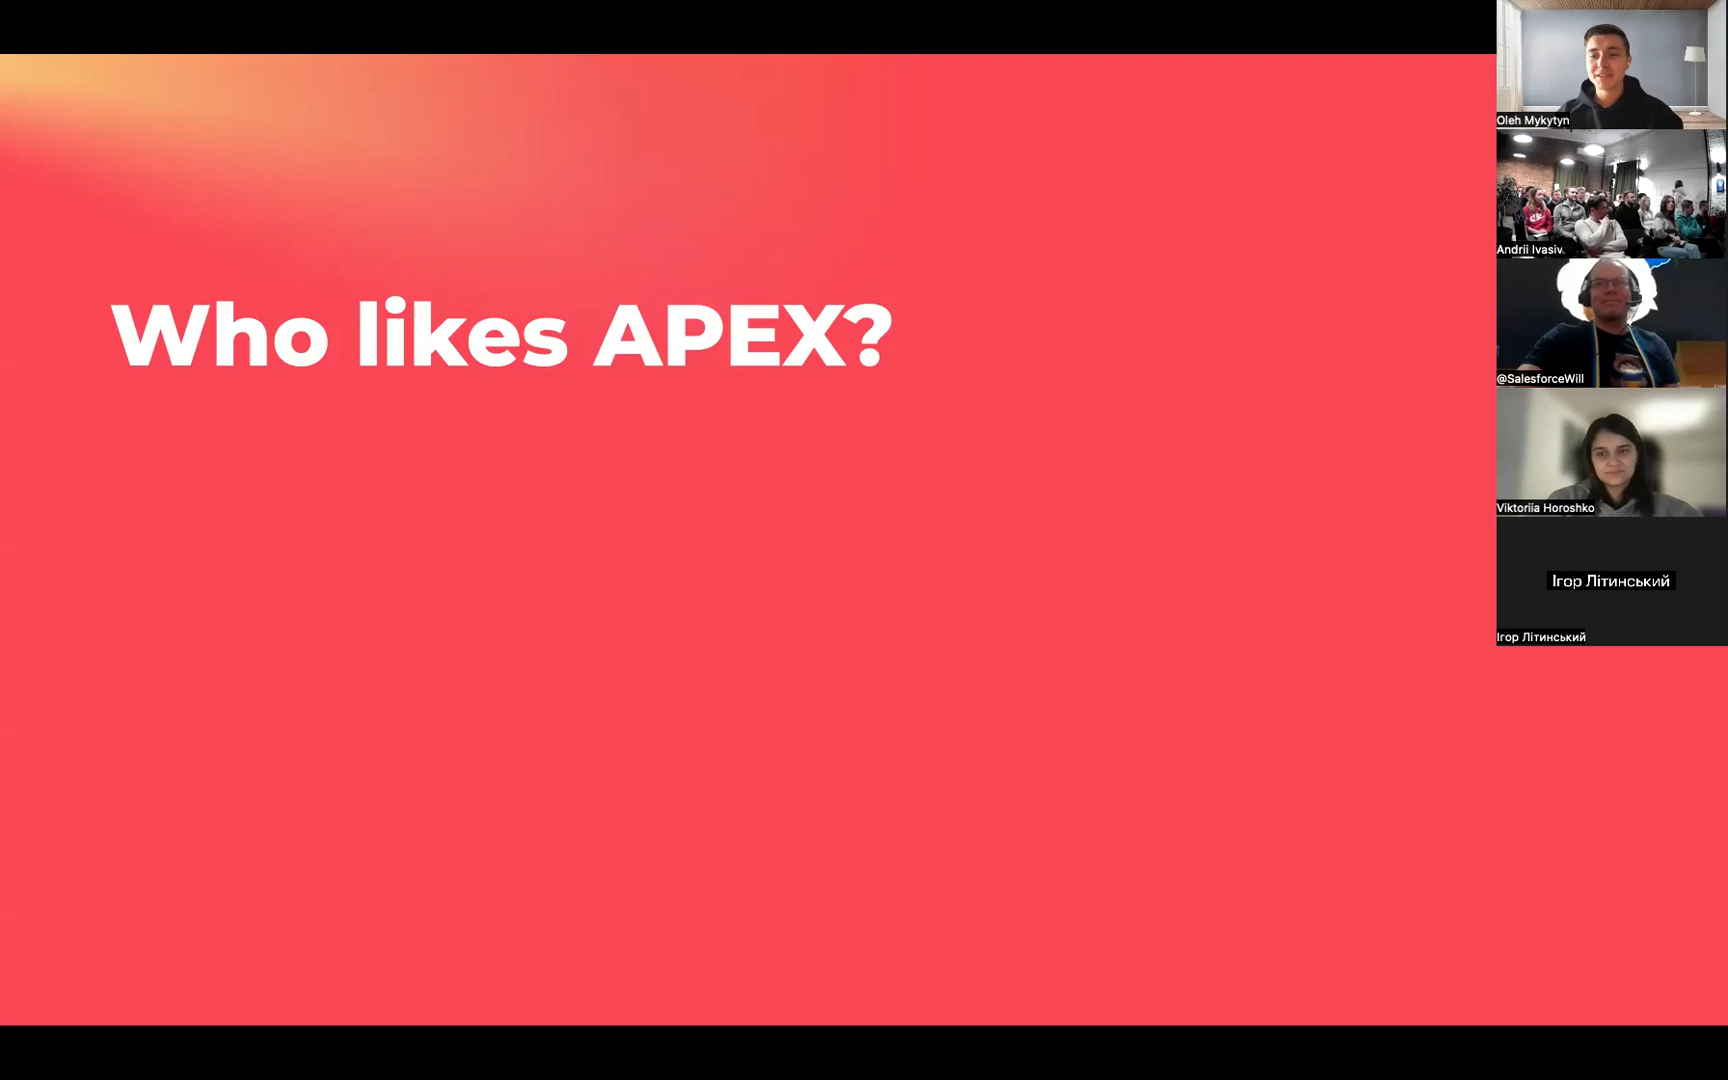 Who likes APEX?
Oleh Mykytyn
Andrii Ivasiv
@SalesforceWill
Viktoriia Horoshko
Ігор Літинський
Ігор Літинський